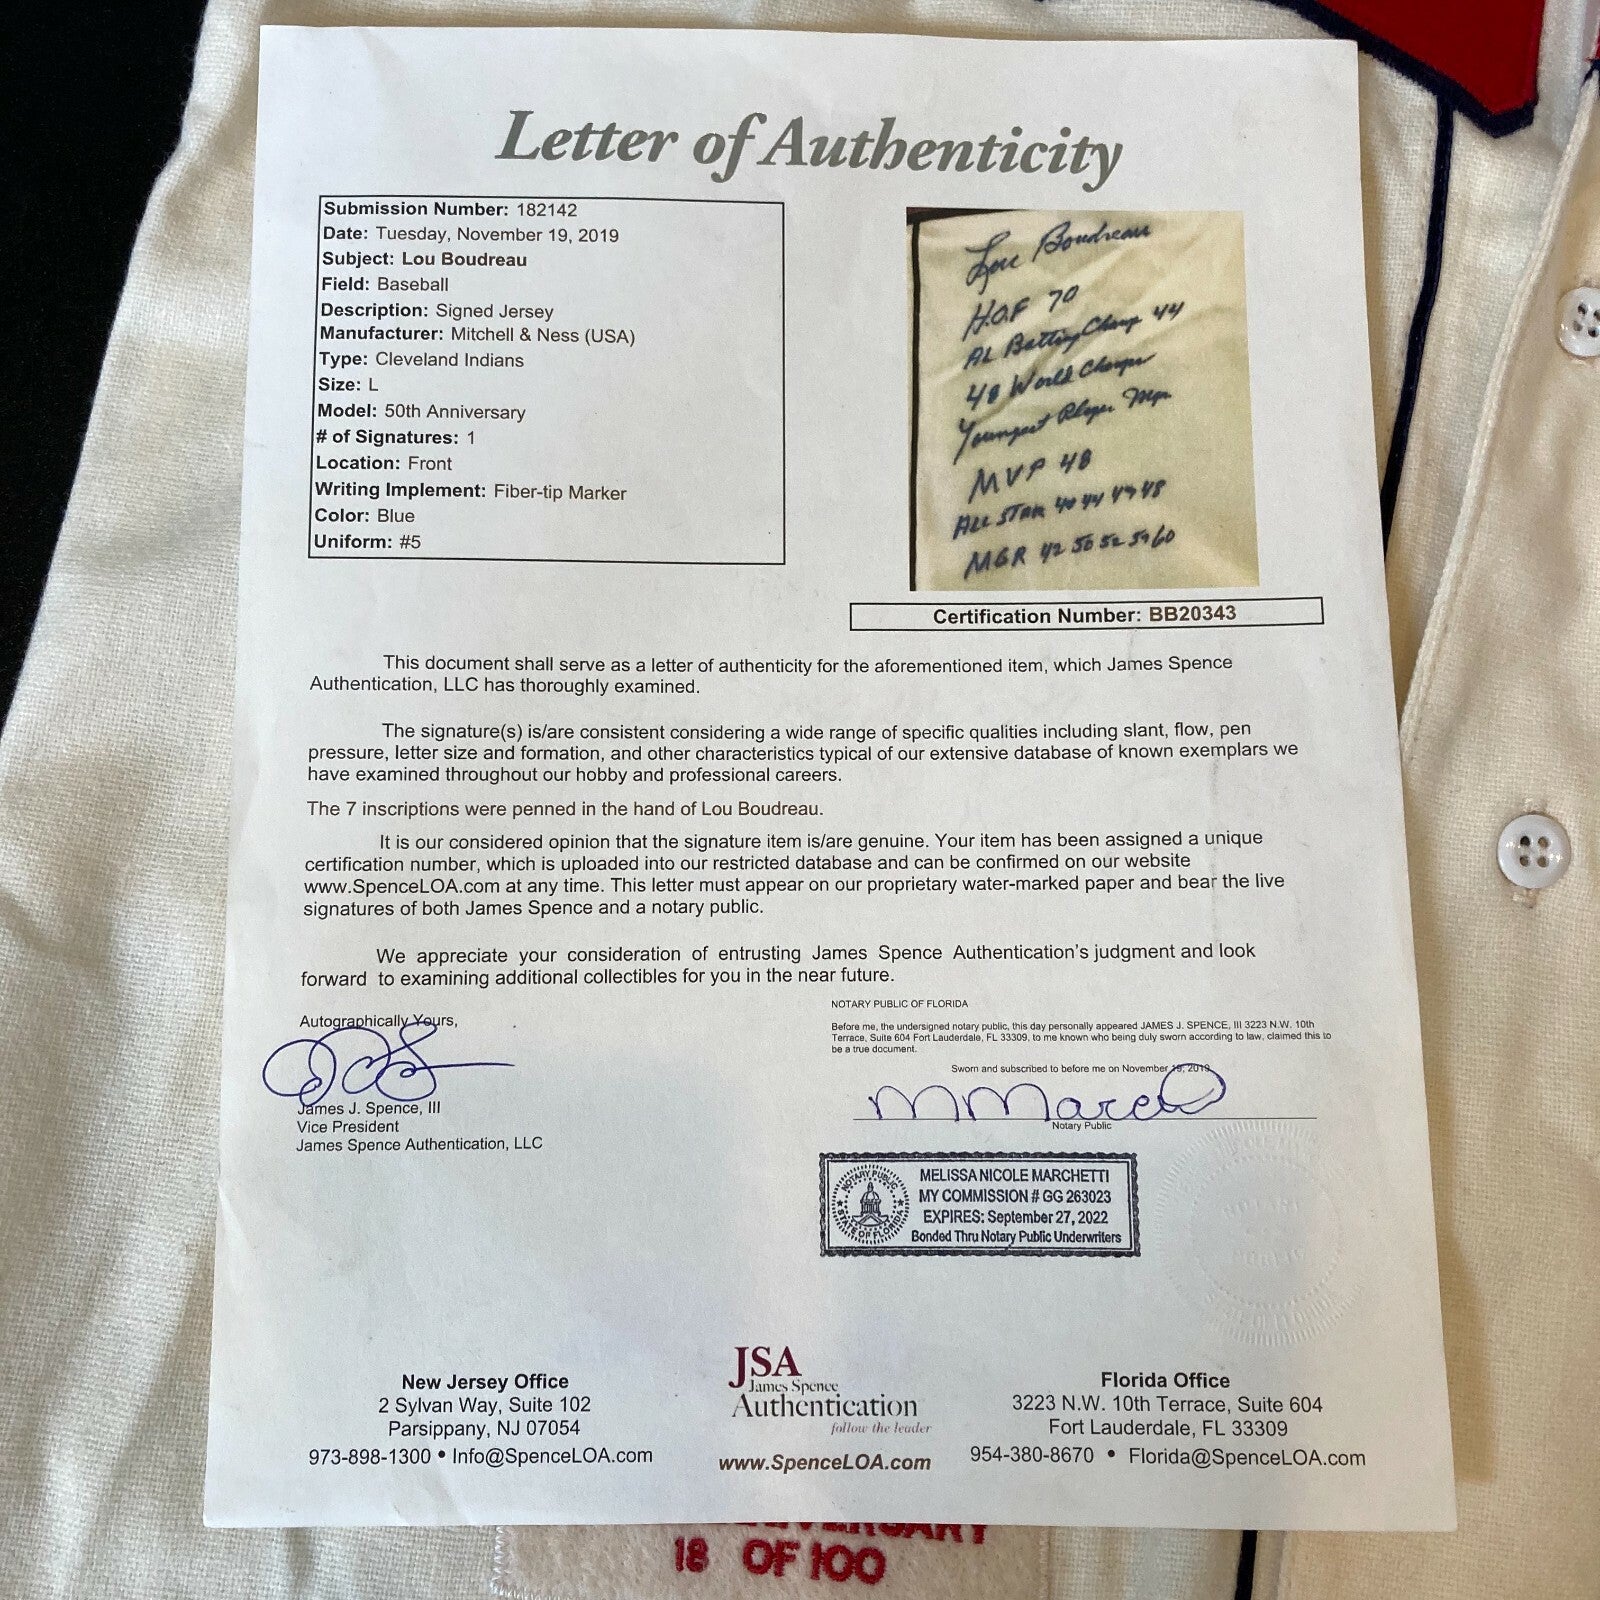 Letter of Authenticity
Submission Number: 182142
Date: Tuesday, November 19, 2019
Subject: Lou Boudreau
Field: Baseball
Description: Signed Jersey
Manufacturer: Mitchell & Ness (USA)
Type: Cleveland Indians
Size: L
Model: 50th Anniversary
# of Signatures: 1
Location: Front
Writing Implement: Fiber-tip Marker
Color: Blue
Uniform: #5
Lou Boudreau
H.O.F 70
AL Batting Champ 44
48 World Champs
Youngest Player Mgr.
MVP 48
ALL STAR 40 44 47 48
MGR 42 50 52 57 60
Certification Number: BB20343
This document shall serve as a letter of authenticity for the aforementioned item, which James Spence
Authentication, LLC has thoroughly examined.
The signature(s) is/are consistent considering a wide range of specific qualities including slant, flow, pen
pressure, letter size and formation, and other characteristics typical of our extensive database of known exemplars we
have examined throughout our hobby and professional careers.
The 7 inscriptions were penned in the hand of Lou Boudreau.
It is our considered opinion that the signature item is/are genuine. Your item has been assigned a unique
certification number, which is uploaded into our restricted database and can be confirmed on our website
www.SpenceLOA.com at any time. This letter must appear on our proprietary water-marked paper and bear the live
signatures of both James Spence and a notary public.
We appreciate your consideration of entrusting James Spence Authentication's judgment and look
forward to examining additional collectibles for you in the near future.
Autographically Yours,
James J. Spence, III
Vice President
James Spence Authentication, LLC
NOTARY PUBLIC OF FLORIDA
Before me, the undersigned notary public, this day personally appeared JAMES J. SPENCE, III 3223 N.W. 10th
Terrace, Suite 604 Fort Lauderdale, FL 33309, to me known who being duly sworn according to law, claimed this to
be a true document.
Sworn and subscribed to before me on November 19, 2019
Notary Public
NOTARY PUBLIC
STATE OF FLORIDA
MELISSA NICOLE MARCHETTI
MY COMMISSION # GG 263023
EXPIRES: September 27, 2022
Bonded Thru Notary Public Underwriters
New Jersey Office
2 Sylvan Way, Suite 102
Parsippany, NJ 07054
973-898-1300 • Info@SpenceLOA.com
JSA
James Spence
Authentication
follow the leader
www.SpenceLOA.com
Florida Office
3223 N.W. 10th Terrace, Suite 604
Fort Lauderdale, FL 33309
954-380-8670 • Florida@SpenceLOA.com
18 OF 100